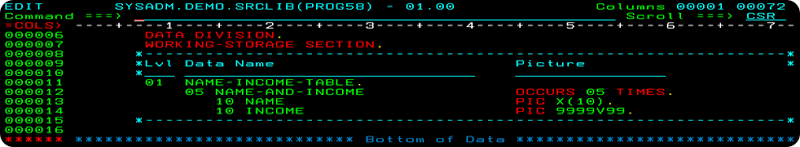 EDIT SYSADM.DEMO.SRCLIB(PROG58) - 01.00 Columns 00001 00072
Command ===> Scroll ===> CSR
=COLS> ----+----1----+----2----+----3----+----4----+----5----+----6----+----7--
000006 DATA DIVISION.
000007 WORKING-STORAGE SECTION.
000008 *-----------------------------------------------------------------*
000009 *Lvl Data Name Picture *
000010 *___ ______________________________ _______________ *
000011 01 NAME-INCOME-TABLE.
000012 05 NAME-AND-INCOME OCCURS 05 TIMES.
000013 10 NAME PIC X(10).
000014 10 INCOME PIC 9999V99.
000015 *-----------------------------------------------------------------*
000016
****** **************************** Bottom of Data ****************************